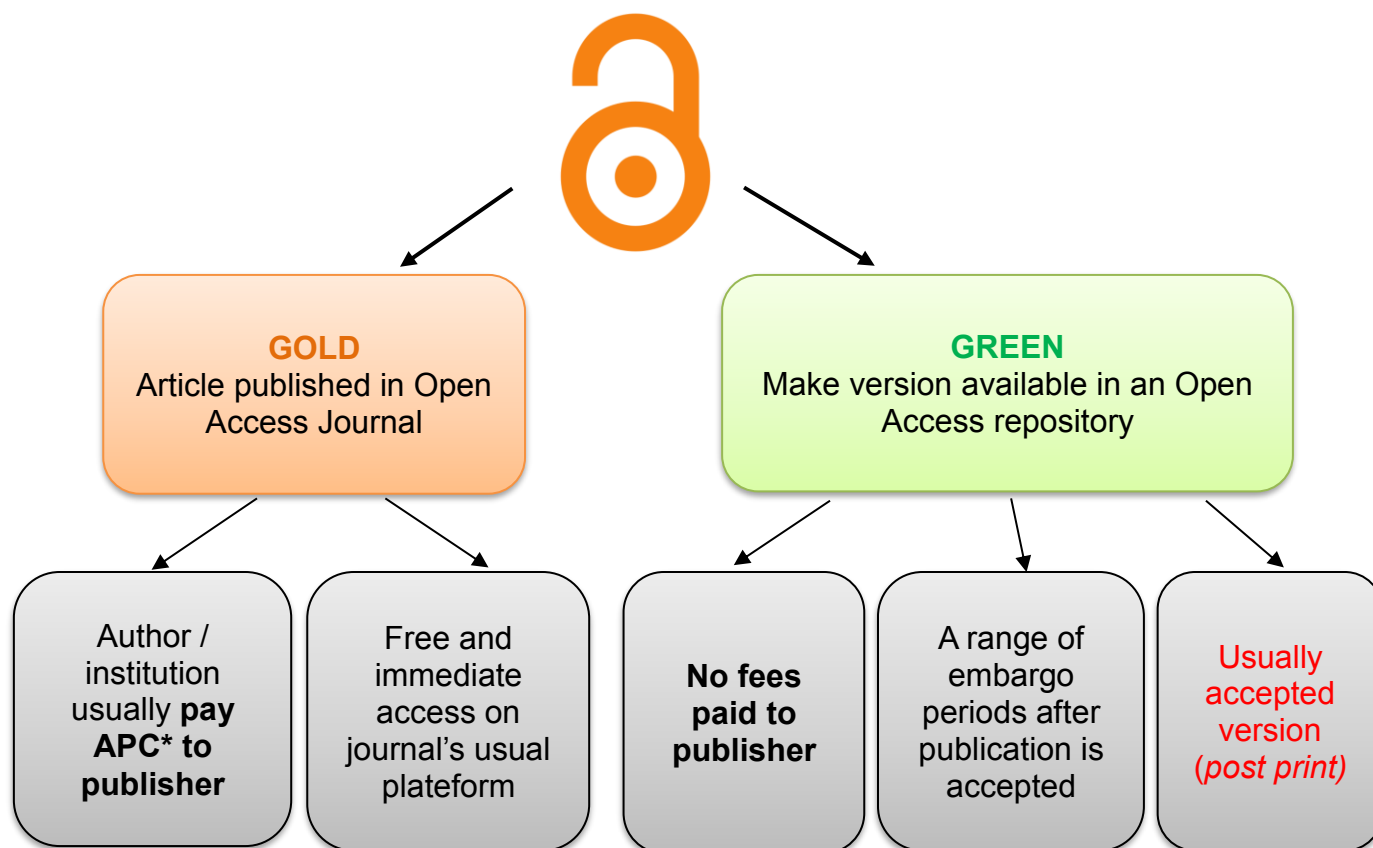 GOLD
Article published in Open
Access Journal
GREEN
Make version available in an Open
Access repository
Author /
institution
usually pay
APC* to
publisher
Free and
immediate
access on
journal’s usual
plateform
No fees
paid to
publisher
A range of
embargo
periods after
publication is
accepted
Usually
accepted
version
(post print)